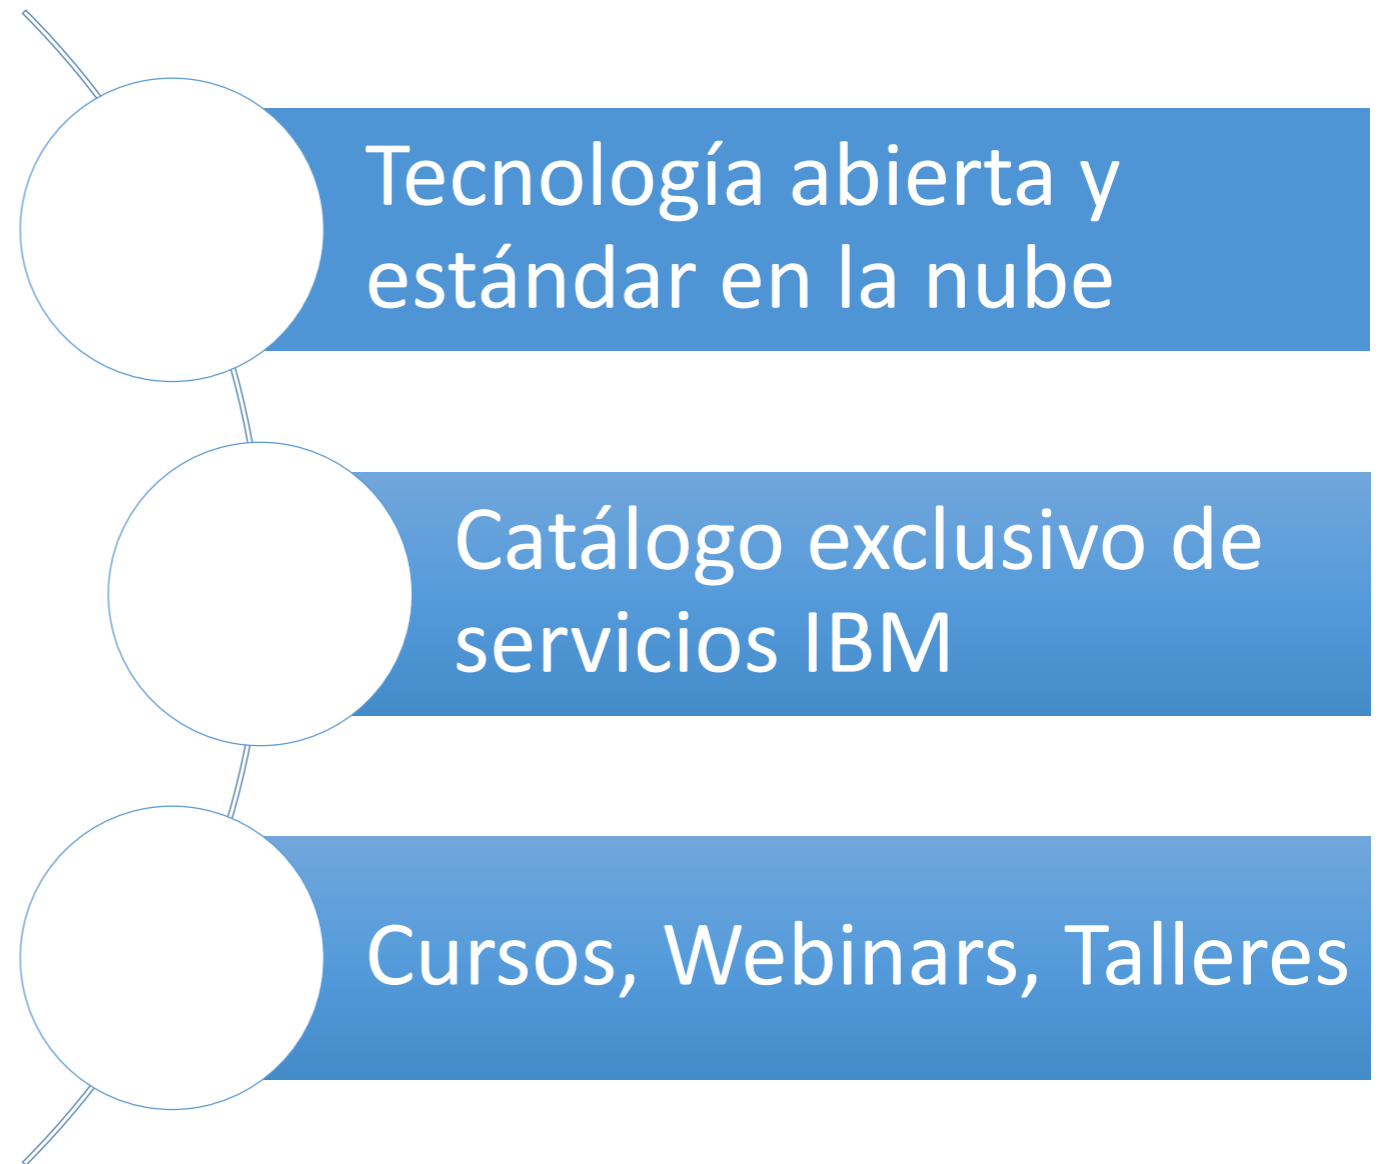 Tecnología abierta y
estándar en la nube
Catálogo exclusivo de
servicios IBM
Cursos, Webinars, Talleres